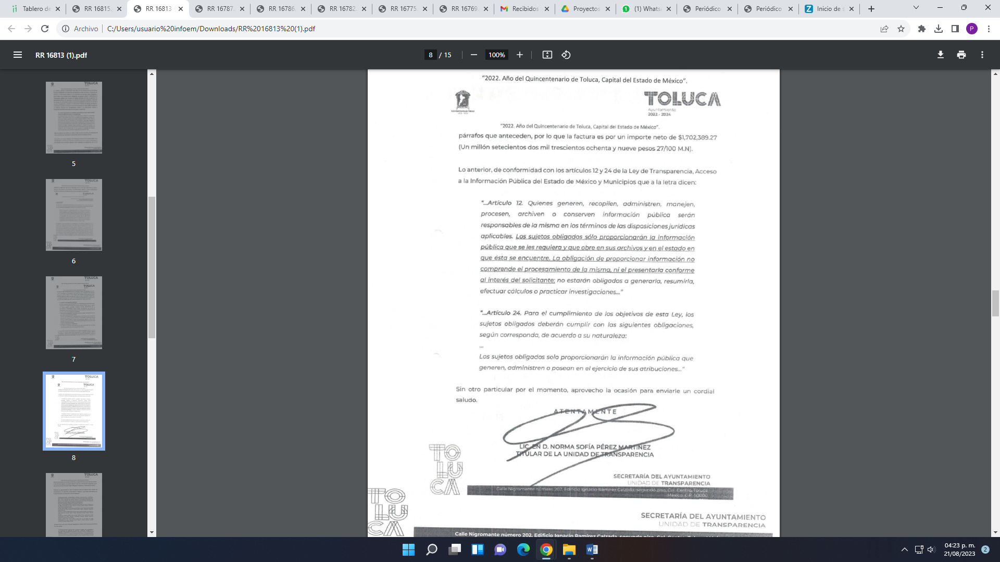 Tablero de
RR 16815.
RR 16813
RR 16787.
RR 16786.
RR 16782
RR 16775.
RR 16769.
Recibidos
Proyectos
(1) Whats
Periódico
Periódico
Inicio de s
Archivo
C:/Users/usuario%20infoem/Downloads/RR%2016813%20(1).pdf
P
RR 16813 (1).pdf
8 / 15
100%
5
6
7
8
"2022. Año del Quincentenario de Toluca, Capital del Estado de México".
TOLUCA
Ayuntamiento
2022 - 2024
"2022. Año del Quincentenario de Toluca, Capital del Estado de México".
párrafos que anteceden, por lo que la factura es por un importe neto de $1,702,389.27
(Un millón setecientos dos mil trescientos ochenta y nueve pesos 27/100 M.N).
Lo anterior, de conformidad con los artículos 12 y 24 de la Ley de Transparencia, Acceso
a la Información Pública del Estado de México y Municipios que a la letra dicen:
"...Artículo 12. Quienes generen, recopilen, administren, manejen,
procesen, archiven o conserven información pública serán
responsables de la misma en los términos de las disposiciones jurídicas
aplicables. Los sujetos obligados sólo proporcionarán la información
pública que se les requiera y que obre en sus archivos y en el estado en
que ésta se encuentre. La obligación de proporcionar información no
comprende el procesamiento de la misma, ni el presentarla conforme
al interés del solicitante; no estarán obligados a generarla, resumirla,
efectuar cálculos o practicar investigaciones..."
"...Artículo 24. Para el cumplimiento de los objetivos de esta Ley, los
sujetos obligados deberán cumplir con las siguientes obligaciones,
según corresponda, de acuerdo a su naturaleza:
...
Los sujetos obligados solo proporcionarán la información pública que
generen, administren o posean en el ejercicio de sus atribuciones..."
Sin otro particular por el momento, aprovecho la ocasión para enviarle un cordial
saludo.
ATENTAMENTE
LIC. EN D. NORMA SOFÍA PÉREZ MARTÍNEZ
TITULAR DE LA UNIDAD DE TRANSPARENCIA
TOLUCA
SECRETARÍA DEL AYUNTAMIENTO
UNIDAD DE TRANSPARENCIA
Calle Nigromante número 202, Edificio Ignacio Ramírez Calzada, segundo piso, Col. Centro, Toluca
México. C.P. 50000
TOLUCA
SECRETARÍA DEL AYUNTAMIENTO
UNIDAD DE TRANSPARENCIA
Calle Nigromante número 202, Edificio Ignacio Ramírez Calzada, segundo piso, Col. Centro,
04:23 p. m.
21/08/2023
2